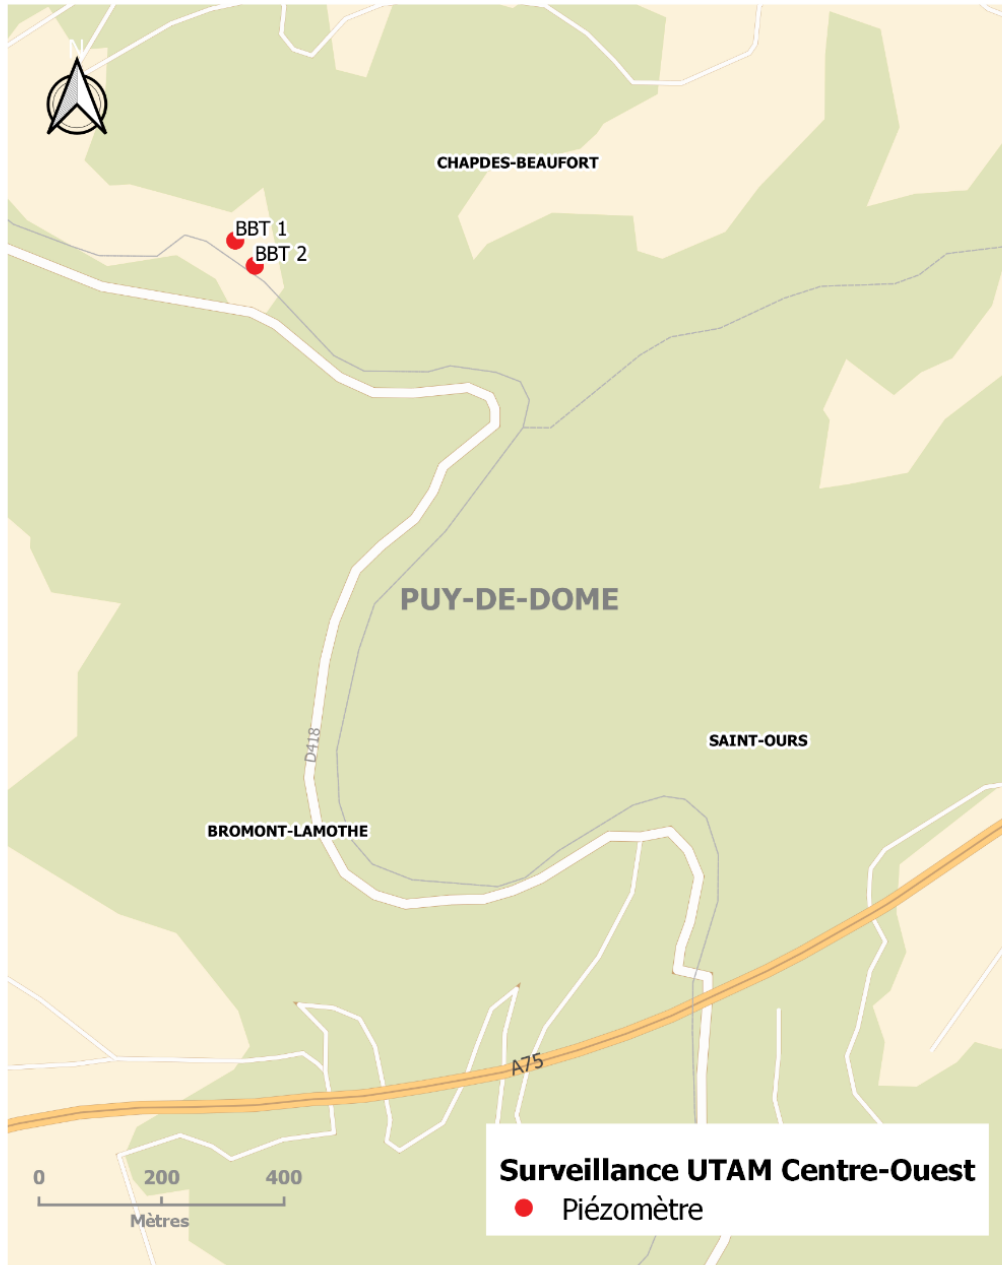 N
CHAPDES-BEAUFORT
BBT 1
BBT 2
PUY-DE-DOME
D418
SAINT-OURS
BROMONT-LAMOTHE
A75
0 200 400
Mètres
Surveillance UTAM Centre-Ouest
Piézomètre